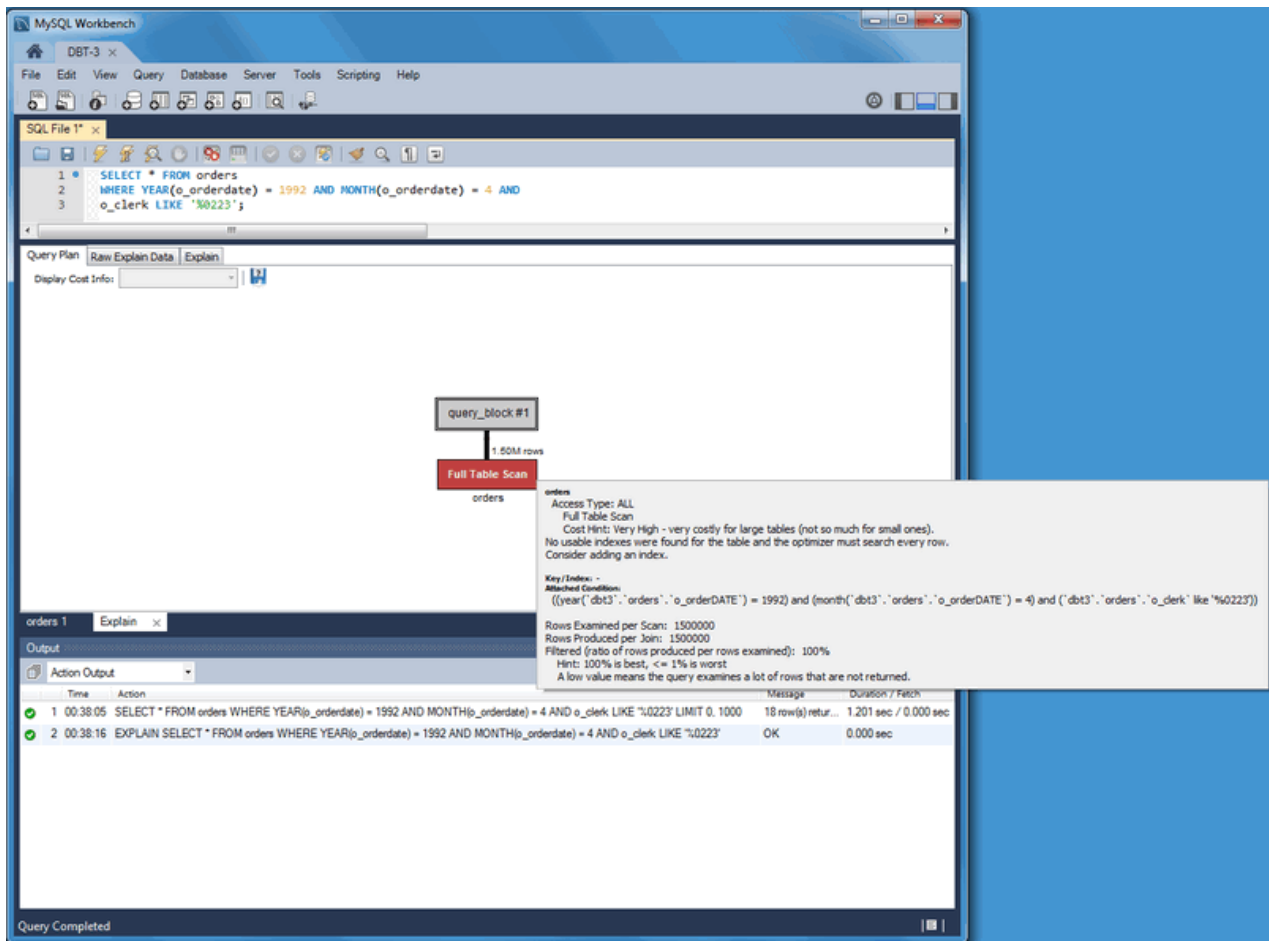 MySQL Workbench
DBT-3
File Edit View Query Database Server Tools Scripting Help
SQL File 1*
1 SELECT * FROM orders
2 WHERE YEAR(o_orderdate) = 1992 AND MONTH(o_orderdate) = 4 AND
3 o_clerk LIKE '%0223';
Query Plan Raw Explain Data Explain
Display Cost Info:
query_block #1
1.50M rows
Full Table Scan
orders
orders
Access Type: ALL
Full Table Scan
Cost Hint: Very High - very costly for large tables (not so much for small ones).
No usable indexes were found for the table and the optimizer must search every row.
Consider adding an index.
Key/Index: -
Attached Condition:
((year(`dbt3`.`orders`.`o_orderDATE`) = 1992) and (month(`dbt3`.`orders`.`o_orderDATE`) = 4) and (`dbt3`.`orders`.`o_clerk` like '%0223'))
Rows Examined per Scan: 1500000
Rows Produced per Join: 1500000
Filtered (ratio of rows produced per rows examined): 100%
Hint: 100% is best, <= 1% is worst
A low value means the query examines a lot of rows that are not returned.
orders 1 Explain
Output
Action Output
Time Action Message Duration / Fetch
1 00:38:05 SELECT * FROM orders WHERE YEAR(o_orderdate) = 1992 AND MONTH(o_orderdate) = 4 AND o_clerk LIKE '%0223' LIMIT 0, 1000 18 row(s) retur... 1.201 sec / 0.000 sec
2 00:38:16 EXPLAIN SELECT * FROM orders WHERE YEAR(o_orderdate) = 1992 AND MONTH(o_orderdate) = 4 AND o_clerk LIKE '%0223' OK 0.000 sec
Query Completed